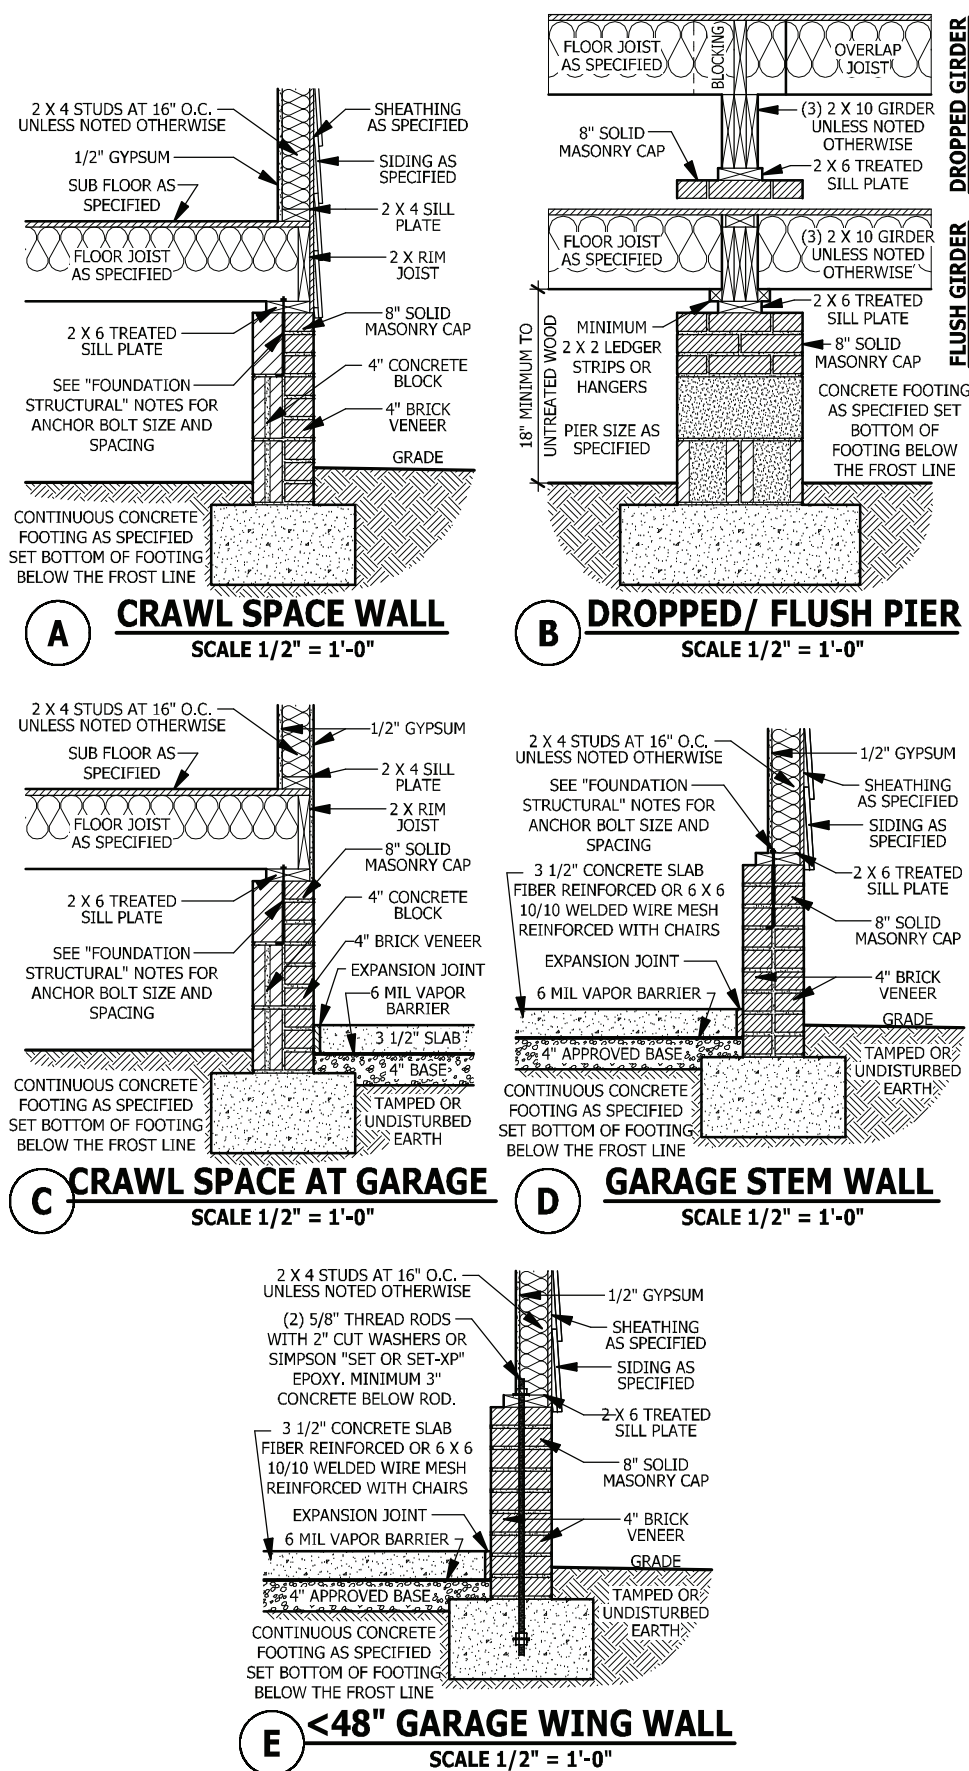 2 X 4 STUDS AT 16" O.C.
UNLESS NOTED OTHERWISE
1/2" GYPSUM
SUB FLOOR AS
SPECIFIED
FLOOR JOIST
AS SPECIFIED
2 X 6 TREATED
SILL PLATE
SEE "FOUNDATION
STRUCTURAL" NOTES FOR
ANCHOR BOLT SIZE AND
SPACING
CONTINUOUS CONCRETE
FOOTING AS SPECIFIED
SET BOTTOM OF FOOTING
BELOW THE FROST LINE
SHEATHING
AS SPECIFIED
SIDING AS
SPECIFIED
2 X 4 SILL
PLATE
2 X RIM
JOIST
8" SOLID
MASONRY CAP
4" CONCRETE
BLOCK
4" BRICK
VENEER
GRADE
A
CRAWL SPACE WALL
SCALE 1/2" = 1'-0"
FLOOR JOIST
AS SPECIFIED
BLOCKING
OVERLAP
JOIST
8" SOLID
MASONRY CAP
(3) 2 X 10 GIRDER
UNLESS NOTED
OTHERWISE
2 X 6 TREATED
SILL PLATE
DROPPED GIRDER
FLOOR JOIST
AS SPECIFIED
(3) 2 X 10 GIRDER
UNLESS NOTED
OTHERWISE
2 X 6 TREATED
SILL PLATE
FLUSH GIRDER
18" MINIMUM TO
UNTREATED WOOD
MINIMUM
2 X 2 LEDGER
STRIPS OR
HANGERS
PIER SIZE AS
SPECIFIED
8" SOLID
MASONRY CAP
CONCRETE FOOTING
AS SPECIFIED SET
BOTTOM OF
FOOTING BELOW
THE FROST LINE
B
DROPPED/ FLUSH PIER
SCALE 1/2" = 1'-0"
2 X 4 STUDS AT 16" O.C.
UNLESS NOTED OTHERWISE
SUB FLOOR AS
SPECIFIED
FLOOR JOIST
AS SPECIFIED
2 X 6 TREATED
SILL PLATE
SEE "FOUNDATION
STRUCTURAL" NOTES FOR
ANCHOR BOLT SIZE AND
SPACING
CONTINUOUS CONCRETE
FOOTING AS SPECIFIED
SET BOTTOM OF FOOTING
BELOW THE FROST LINE
1/2" GYPSUM
2 X 4 SILL
PLATE
2 X RIM
JOIST
8" SOLID
MASONRY CAP
4" CONCRETE
BLOCK
4" BRICK VENEER
EXPANSION JOINT
6 MIL VAPOR
BARRIER
3 1/2" SLAB
4" BASE
TAMPED OR
UNDISTURBED
EARTH
C
CRAWL SPACE AT GARAGE
SCALE 1/2" = 1'-0"
2 X 4 STUDS AT 16" O.C.
UNLESS NOTED OTHERWISE
SEE "FOUNDATION
STRUCTURAL" NOTES FOR
ANCHOR BOLT SIZE AND
SPACING
3 1/2" CONCRETE SLAB
FIBER REINFORCED OR 6 X 6
10/10 WELDED WIRE MESH
REINFORCED WITH CHAIRS
EXPANSION JOINT
6 MIL VAPOR BARRIER
4" APPROVED BASE
CONTINUOUS CONCRETE
FOOTING AS SPECIFIED
SET BOTTOM OF FOOTING
BELOW THE FROST LINE
1/2" GYPSUM
SHEATHING
AS SPECIFIED
SIDING AS
SPECIFIED
2 X 6 TREATED
SILL PLATE
8" SOLID
MASONRY CAP
4" BRICK
VENEER
GRADE
TAMPED OR
UNDISTURBED
EARTH
D
GARAGE STEM WALL
SCALE 1/2" = 1'-0"
2 X 4 STUDS AT 16" O.C.
UNLESS NOTED OTHERWISE
(2) 5/8" THREAD RODS
WITH 2" CUT WASHERS OR
SIMPSON "SET OR SET-XP"
EPOXY. MINIMUM 3"
CONCRETE BELOW ROD.
3 1/2" CONCRETE SLAB
FIBER REINFORCED OR 6 X 6
10/10 WELDED WIRE MESH
REINFORCED WITH CHAIRS
EXPANSION JOINT
6 MIL VAPOR BARRIER
4" APPROVED BASE
CONTINUOUS CONCRETE
FOOTING AS SPECIFIED
SET BOTTOM OF FOOTING
BELOW THE FROST LINE
1/2" GYPSUM
SHEATHING
AS SPECIFIED
SIDING AS
SPECIFIED
2 X 6 TREATED
SILL PLATE
8" SOLID
MASONRY CAP
4" BRICK
VENEER
GRADE
TAMPED OR
UNDISTURBED
EARTH
E
<48" GARAGE WING WALL
SCALE 1/2" = 1'-0"